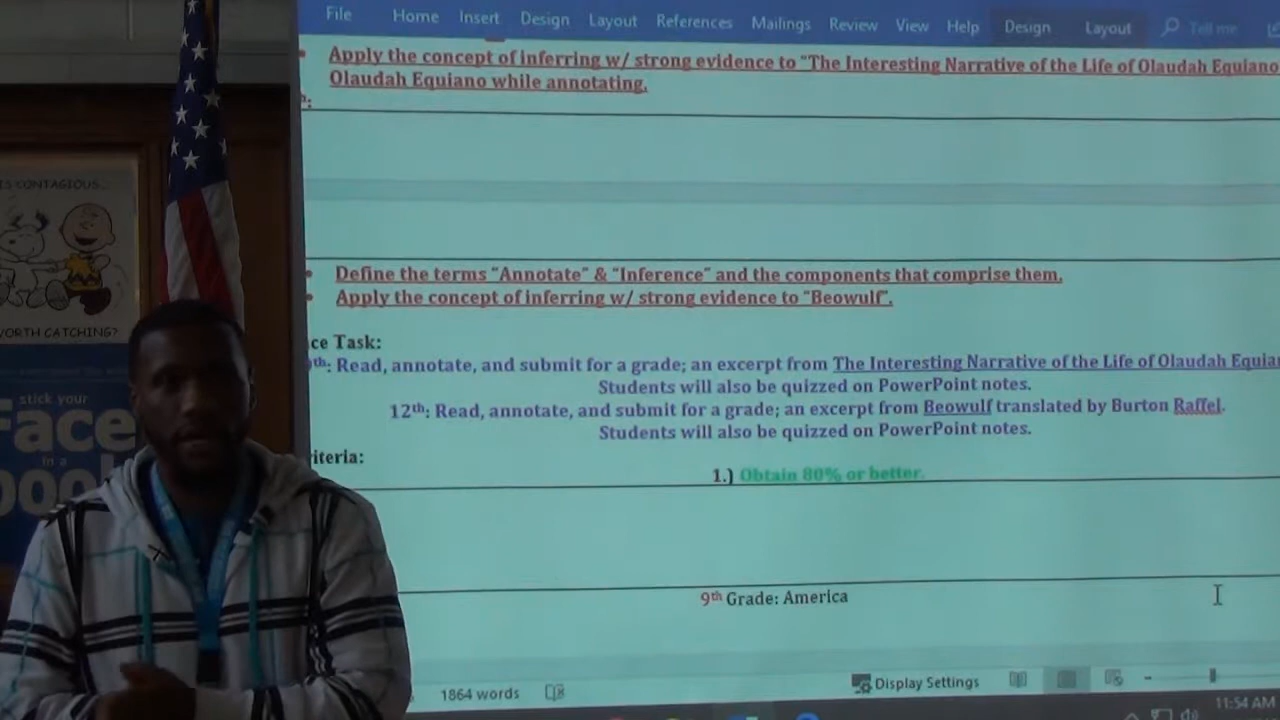 File Home Insert Design Layout References Mailings Review View Help Design Layout Tell me
Apply the concept of inferring w/ strong evidence to "The Interesting Narrative of the Life of Olaudah Equiano
Olaudah Equiano while annotating.
IS CONTAGIOUS...
Define the terms "Annotate" & "Inference" and the components that comprise them.
Apply the concept of inferring w/ strong evidence to "Beowulf".
WORTH CATCHING?
ce Task:
th: Read, annotate, and submit for a grade; an excerpt from The Interesting Narrative of the Life of Olaudah Equia
Students will also be quizzed on PowerPoint notes.
12th: Read, annotate, and submit for a grade; an excerpt from Beowulf translated by Burton Raffel.
Students will also be quizzed on PowerPoint notes.
stick your
Face
in a
book
iteria:
1.) Obtain 80% or better.
9th Grade: America
1864 words Display Settings
11:54 AM